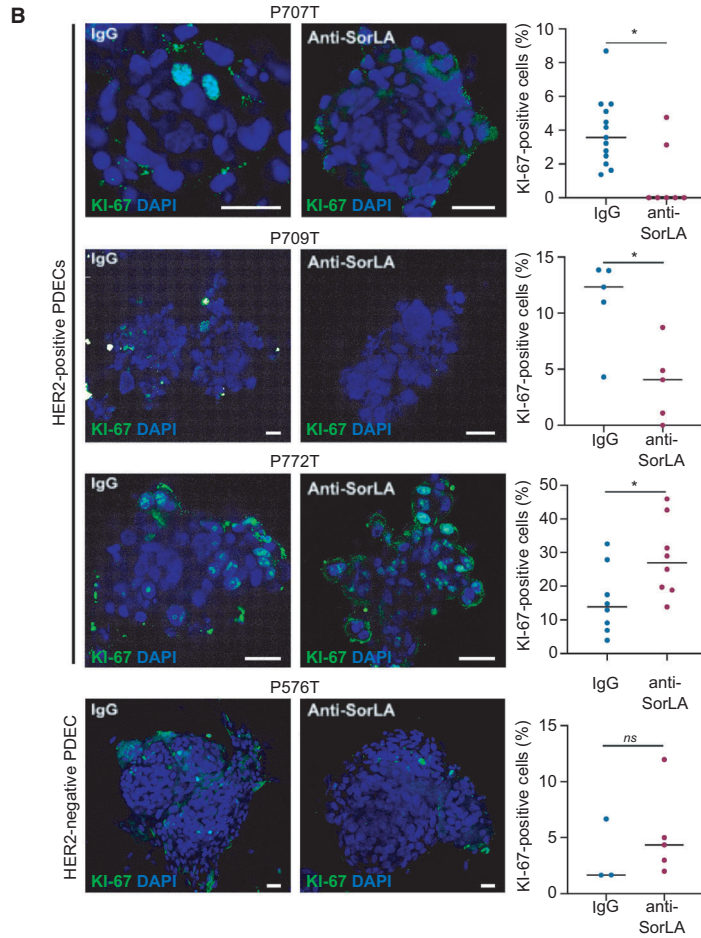 B
P707T
IgG
Anti-SorLA
KI-67 DAPI
KI-67 DAPI
KI-67-positive cells (%)
10
8
6
4
2
0
*
IgG
anti-
SorLA
HER2-positive PDECs
P709T
IgG
Anti-SorLA
KI-67 DAPI
KI-67 DAPI
KI-67-positive cells (%)
15
10
5
0
*
IgG
anti-
SorLA
P772T
IgG
Anti-SorLA
KI-67 DAPI
KI-67 DAPI
KI-67-positive cells (%)
50
40
30
20
10
0
*
IgG
anti-
SorLA
HER2-negative PDEC
P576T
IgG
Anti-SorLA
KI-67 DAPI
KI-67 DAPI
KI-67-positive cells (%)
15
10
5
0
ns
IgG
anti-
SorLA